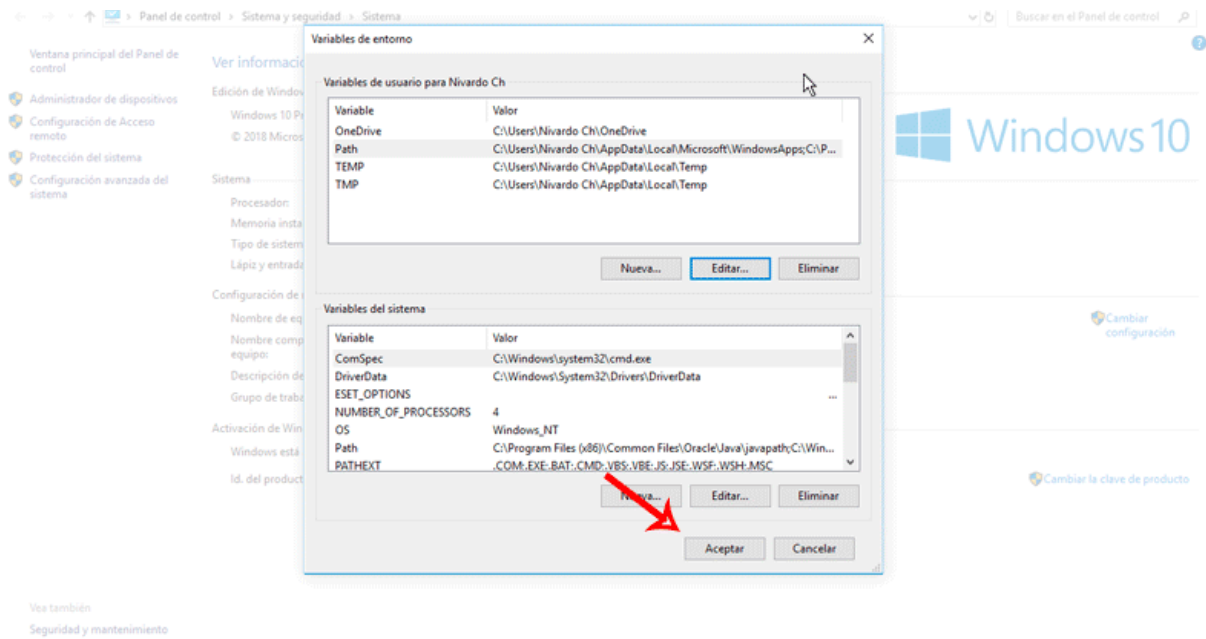 Panel de control > Sistema y seguridad > Sistema
Buscar en el Panel de control
Ventana principal del Panel de
control
Administrador de dispositivos
Configuración de Acceso
remoto
Protección del sistema
Configuración avanzada del
sistema
Vea también
Seguridad y mantenimiento
Ver informació
Edición de Window
Windows 10 Pr
© 2018 Micros
Sistema
Procesador:
Memoria insta
Tipo de sistem
Lápiz y entrada
Configuración de
Nombre de eq
Nombre comp
equipo:
Descripción de
Grupo de traba
Activación de Win
Windows está
Id. del product
Variables de entorno
Variables de usuario para Nivardo Ch
Variable Valor
OneDrive C:\Users\Nivardo Ch\OneDrive
Path C:\Users\Nivardo Ch\AppData\Local\Microsoft\WindowsApps;C:\P...
TEMP C:\Users\Nivardo Ch\AppData\Local\Temp
TMP C:\Users\Nivardo Ch\AppData\Local\Temp
Nueva... Editar... Eliminar
Variables del sistema
Variable Valor
ComSpec C:\Windows\system32\cmd.exe
DriverData C:\Windows\System32\Drivers\DriverData
ESET_OPTIONS ...
NUMBER_OF_PROCESSORS 4
OS Windows_NT
Path C:\Program Files (x86)\Common Files\Oracle\Java\javapath;C:\Win...
PATHEXT .COM;.EXE;.BAT;.CMD;.VBS;.VBE;.JS;.JSE;.WSF;.WSH;.MSC
Nueva... Editar... Eliminar
Aceptar Cancelar
Windows 10
Cambiar
configuración
Cambiar la clave de producto